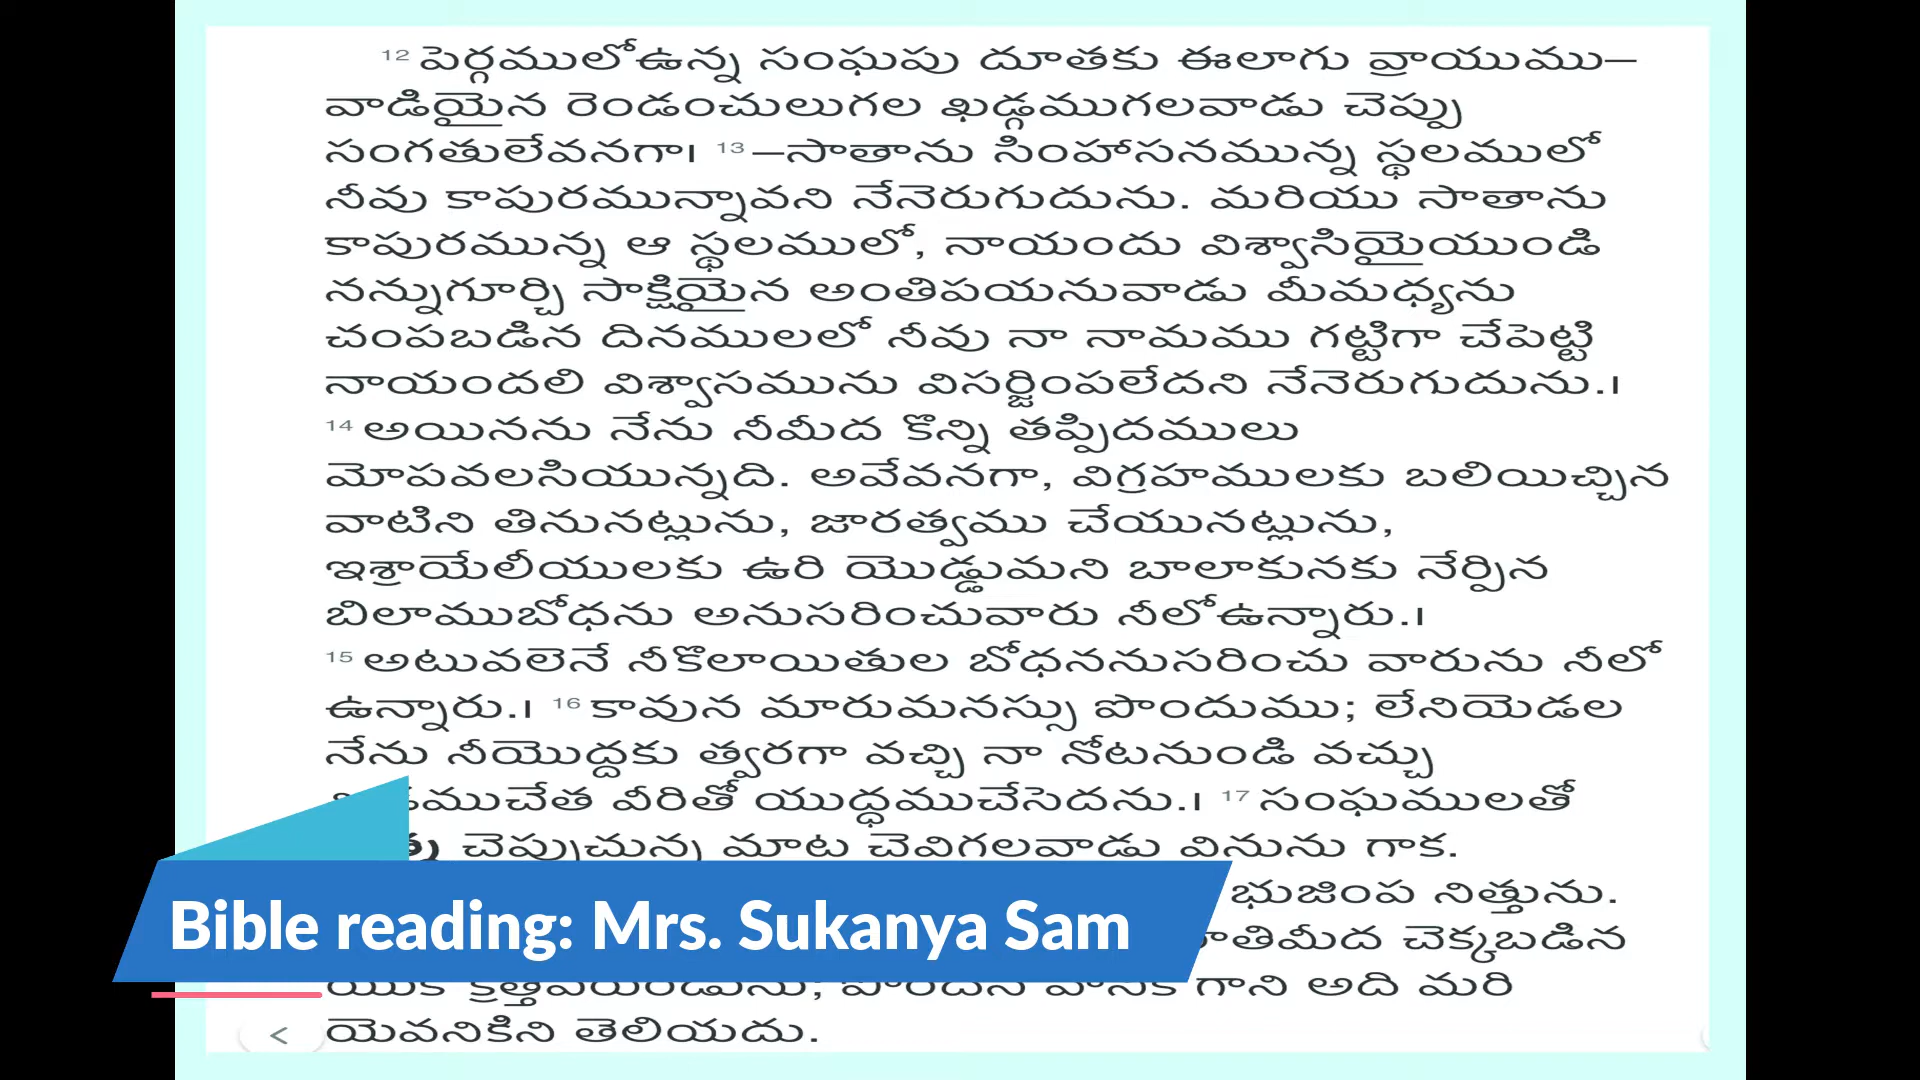 12 పెర్గములోఉన్న సంఘపు దూతకు ఈలాగు వ్రాయుము—
వాడియైన రెండంచులుగల ఖడ్గముగలవాడు చెప్పు
సంగతులేవనగా। 13 —సాతాను సింహాసనమున్న స్థలములో
నీవు కాపురమున్నావని నేనెరుగుదును. మరియు సాతాను
కాపురమున్న ఆ స్థలములో, నాయందు విశ్వాసియైయుండి
నన్నుగూర్చి సాక్షియైన అంతిపయనువాడు మీమధ్యను
చంపబడిన దినములలో నీవు నా నామము గట్టిగా చేపెట్టి
నాయందలి విశ్వాసమును విసర్జింపలేదని నేనెరుగుదును.।
14 అయినను నేను నీమీద కొన్ని తప్పిదములు
మోపవలసియున్నది. అవేవనగా, విగ్రహములకు బలియిచ్చిన
వాటిని తినునట్లును, జారత్వము చేయునట్లును,
ఇశ్రాయేలీయులకు ఉరి యొడ్డుమని బాలాకునకు నేర్పిన
బిలాముబోధను అనుసరించువారు నీలోఉన్నారు.।
15 అటువలెనే నీకొలాయితుల బోధననుసరించు వారును నీలో
ఉన్నారు.। 16 కావున మారుమనస్సు పొందుము; లేనియెడల
నేను నీయొద్దకు త్వరగా వచ్చి నా నోటనుండి వచ్చు
వీరితో యుద్ధముచేసెదను.। 17 సంఘములతో
చెప్పుచున్న మాట చెవిగలవాడు వినును గాక.
భుజింప నిత్తును.
చెక్కబడిన
Bible reading: Mrs. Sukanya Sam
గాని అది మరి
< యెవనికిని తెలియదు.